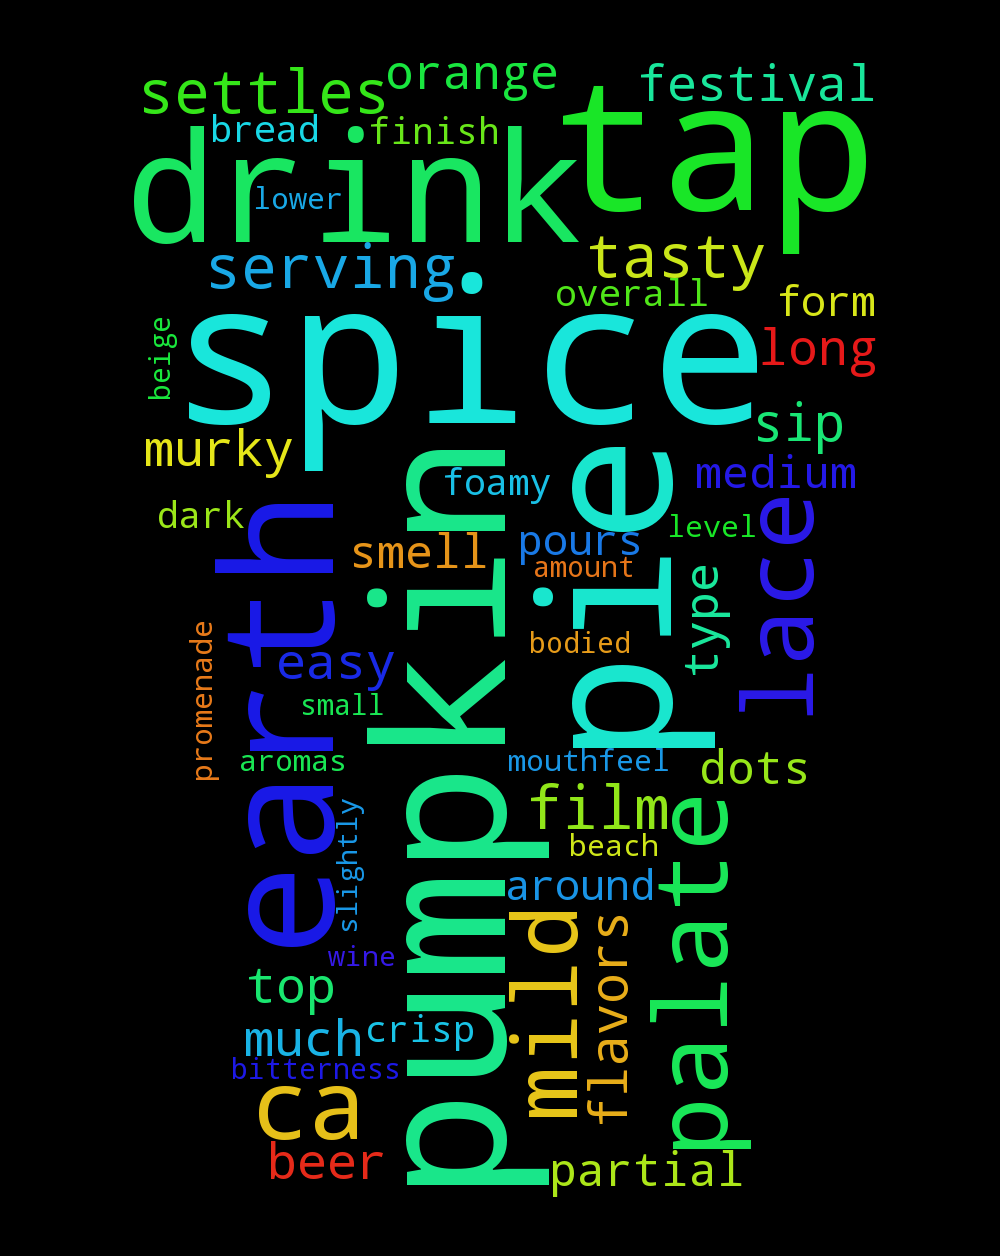 orange
festival
settles
tap
bread
finish
drink
lower
tasty
serving
overall
form
spice
long
beige
sip
murky
medium
foamy
pumpkin
pie
lace
dark
earth
level
pours
smell
amount
type
bodied
promenade
easy
small
aromas
mouthfeel
dots
film
slightly
beach
palate
around
mild
flavors
wine
top
crisp
much
bitterness
ca
beer
partial